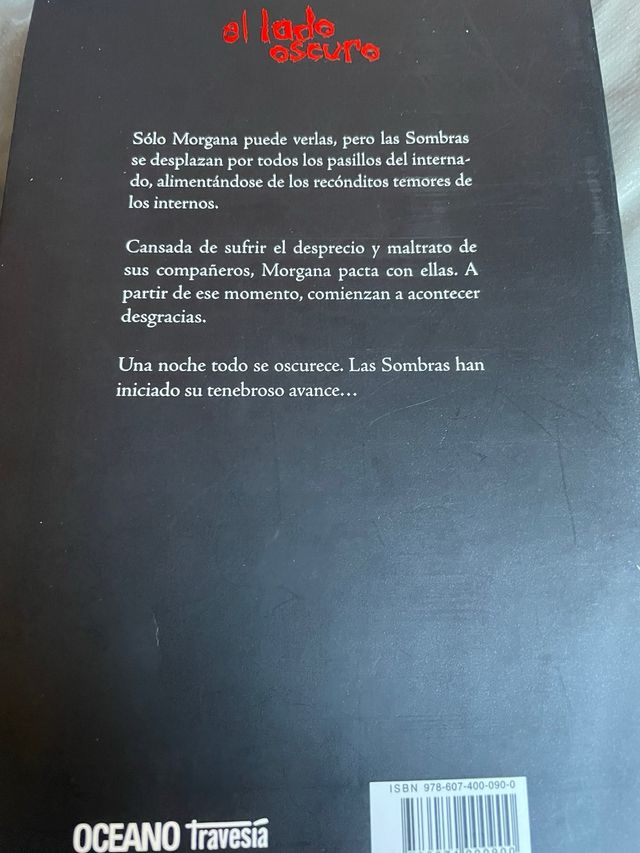 el lado
oscuro
Sólo Morgana puede verlas, pero las Sombras
se desplazan por todos los pasillos del interna-
do, alimentándose de los recónditos temores de
los internos.
Cansada de sufrir el desprecio y maltrato de
sus compañeros, Morgana pacta con ellas. A
partir de ese momento, comienzan a acontecer
desgracias.
Una noche todo se oscurece. Las Sombras han
iniciado su tenebroso avance…
ISBN 978-607-400-090-0
OCEANO Travesía